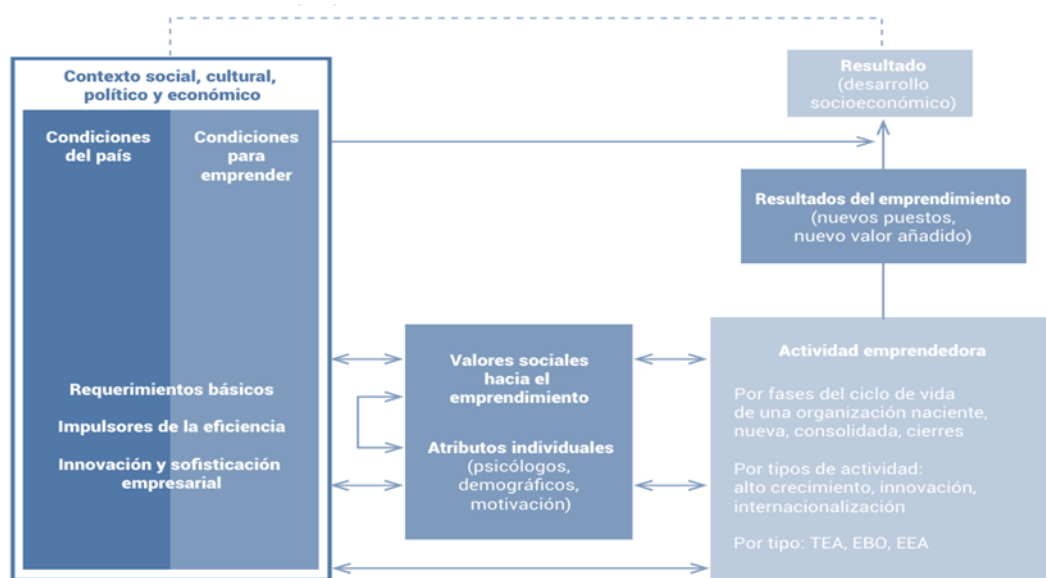 Contexto social, cultural,
político y económico
Condiciones
del país
Condiciones
para
emprender
Requerimientos básicos
Impulsores de la eficiencia
Innovación y sofisticación
empresarial
Valores sociales
hacia el
emprendimiento
Atributos individuales
(psicólogos,
demográficos,
motivación)
Resultado
(desarrollo
socioeconómico)
Resultados del emprendimiento
(nuevos puestos,
nuevo valor añadido)
Actividad emprendedora
Por fases del ciclo de vida
de una organización naciente,
nueva, consolidada, cierres
Por tipos de actividad:
alto crecimiento, innovación,
internacionalización
Por tipo: TEA, EBO, EEA